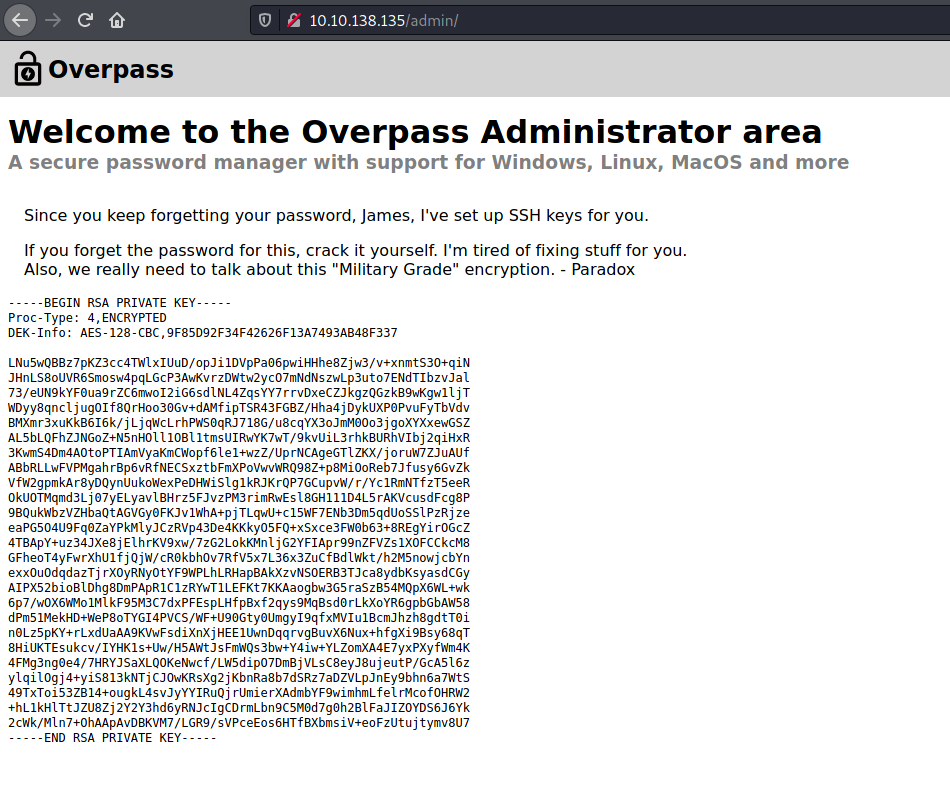 10.10.138.135/admin/
Overpass
Welcome to the Overpass Administrator area
A secure password manager with support for Windows, Linux, MacOS and more
Since you keep forgetting your password, James, I've set up SSH keys for you.
If you forget the password for this, crack it yourself. I'm tired of fixing stuff for you.
Also, we really need to talk about this "Military Grade" encryption. - Paradox
-----BEGIN RSA PRIVATE KEY-----
Proc-Type: 4,ENCRYPTED
DEK-Info: AES-128-CBC,9F85D92F34F42626F13A7493AB48F337

LNu5wQBBz7pKZ3cc4TWlxIUuD/opJi1DVpPa06pwiHHhe8Zjw3/v+xnmtS3O+qiN
JHnLS8oUVR6Smosw4pqLGcP3AwKvrzDWtw2ycO7mNdNszwLp3uto7ENdTIbzvJal
73/eUN9kYF0ua9rZC6mwoI2iG6sdlNL4ZqsYY7rrvDxeCZJkgzQGzkB9wKgw1ljT
WDyy8qncljugOIf8QrHoo30Gv+dAMfipTSR43FGBZ/Hha4jDykUXP0PvuFyTbVdv
BMXmr3xuKkB6I6k/jLjqWcLrhPWS0qRJ718G/u8cqYX3oJmM0Oo3jgoXYXxewGSZ
AL5bLQFhZJNGoZ+N5nHOll1OBl1tmsUIRwYK7wT/9kvUiL3rhkBURhVIbj2qiHxR
3KwmS4Dm4AOtoPTIAmVyaKmCWopf6le1+wzZ/UprNCAgeGTlZKX/joruW7ZJuAUf
ABbRLLwFVPMgahrBp6vRfNECSxztbFmXPoVwvWRQ98Z+p8MiOoReb7Jfusy6GvZk
VfW2gpmkAr8yDQynUukoWexPeDHWiSlg1kRJKrQP7GCupvW/r/Yc1RmNTfzT5eeR
OkUOTMqmd3Lj07yELyavlBHrz5FJvzPM3rimRwEsl8GH111D4L5rAKVcusdFcg8P
9BQukWbzVZHbaQtAGVGy0FKJv1WhA+pjTLqwU+c15WF7ENb3Dm5qdUoSSlPzRjze
eaPG5O4U9Fq0ZaYPkMlyJCzRVp43De4KKkyO5FQ+xSxce3FW0b63+8REgYirOGcZ
4TBApY+uz34JXe8jElhrKV9xw/7zG2LokKMnljG2YFIApr99nZFVZs1XOFCCkcM8
GFheoT4yFwrXhU1fjQjW/cR0kbhOv7RfV5x7L36x3ZuCfBdlWkt/h2M5nowjcbYn
exxOuOdqdazTjrXOyRNyOtYF9WPLhLRHapBAkXzvNSOERB3TJca8ydbKsyasdCGy
AIPX52bioBlDhg8DmPApR1C1zRYwT1LEFKt7KKAaogbw3G5raSzB54MQpX6WL+wk
6p7/wOX6WMo1MlkF95M3C7dxPFEspLHfpBxf2qys9MqBsd0rLkXoYR6gpbGbAW58
dPm51MekHD+WeP8oTYGI4PVCS/WF+U90Gty0UmgyI9qfxMVIu1BcmJhzh8gdtT0i
n0Lz5pKY+rLxdUaAA9KVwFsdiXnXjHEE1UwnDqqrvgBuvX6Nux+hfgXi9Bsy68qT
8HiUKTEsukcv/IYHK1s+Uw/H5AWtJsFmWQs3bw+Y4iw+YLZomXA4E7yxPXyfWm4K
4FMg3ng0e4/7HRYJSaXLQOKeNwcf/LW5dipO7DmBjVLsC8eyJ8ujeutP/GcA5l6z
ylqilOgj4+yiS813kNTjCJOwKRsXg2jKbnRa8b7dSRz7aDZVLpJnEy9bhn6a7WtS
49TxToi53ZB14+ougkL4svJyYYIRuQjrUmierXAdmbYF9wimhmLfelrMcofOHRW2
+hL1kHlTtJZU8Zj2Y2Y3hd6yRNJcIgCDrmLbn9C5M0d7g0h2BlFaJIZOYDS6J6Yk
2cWk/Mln7+OhAApAvDBKVM7/LGR9/sVPceEos6HTfBXbmsiV+eoFzUtujtymv8U7
-----END RSA PRIVATE KEY-----